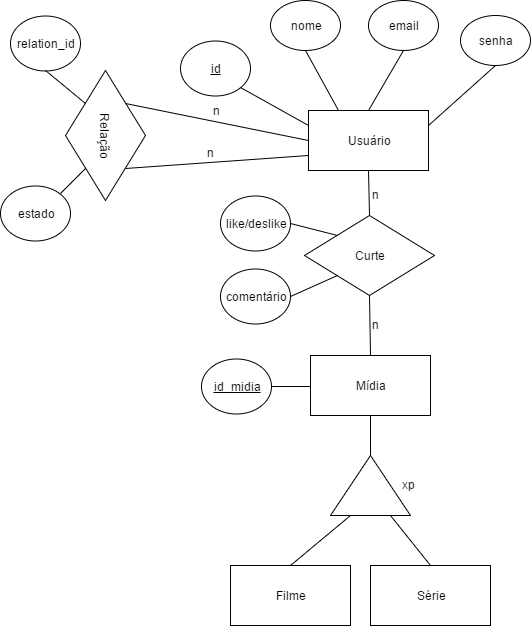 nome
email
senha
relation_id
id
n
Usuário
Relação
n
estado
n
like/deslike
Curte
comentário
n
id_midia
Mídia
xp
Filme
Série